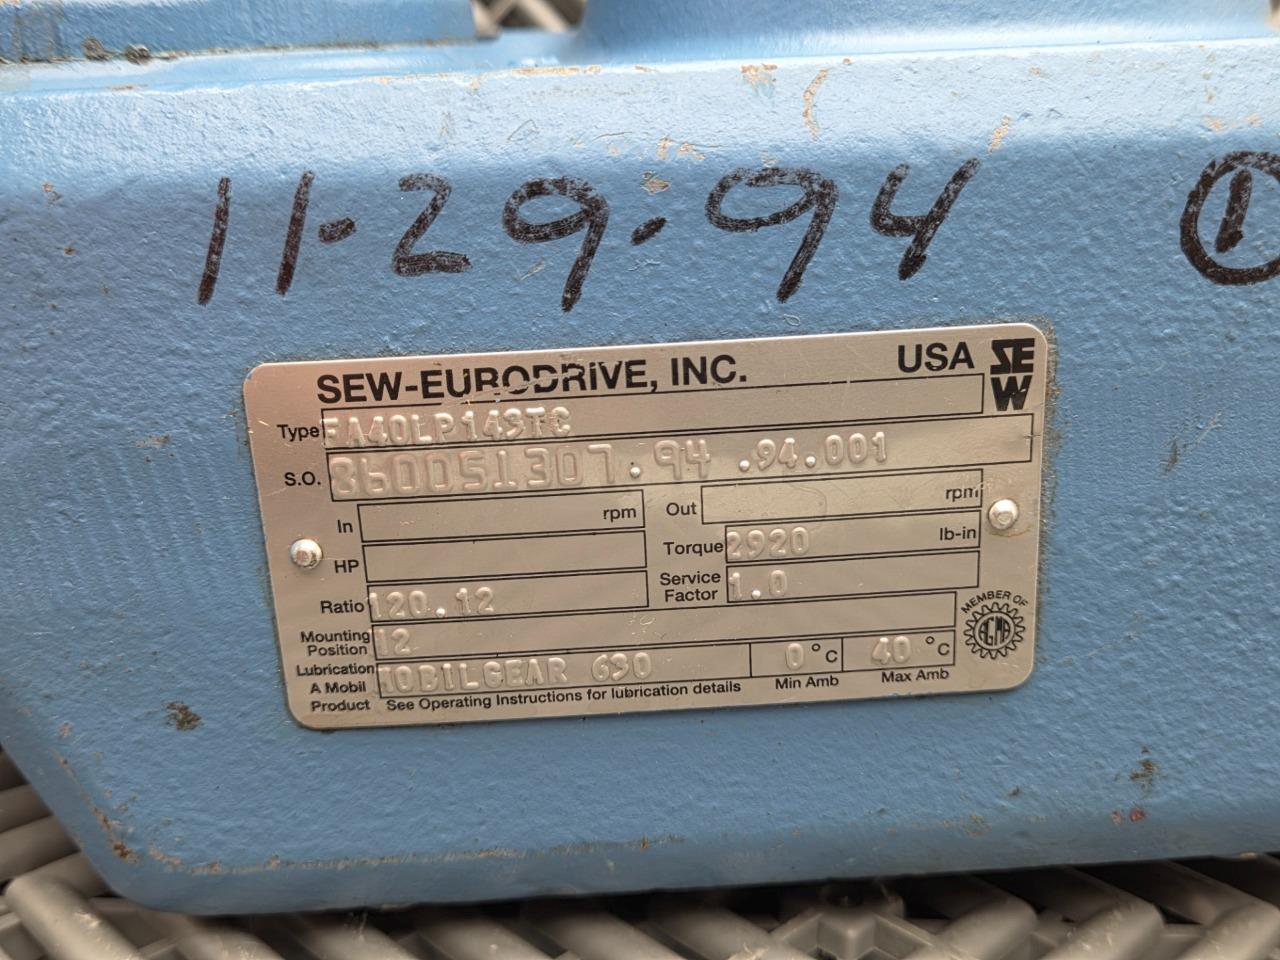 11-29.94 1
SEW-EURODRIVE, INC. USA SEW
Type FA40LP143TC
S.O. 860051307.94 .94.001
In rpm Out rpm
HP Torque 2920 lb-in
Ratio 120.12 Service Factor 1.0
Mounting Position 12
Lubrication MOBILGEAR 630 0°C 40°C
A Mobil Product See Operating Instructions for lubrication details Min Amb Max Amb
MEMBER OF AGMA